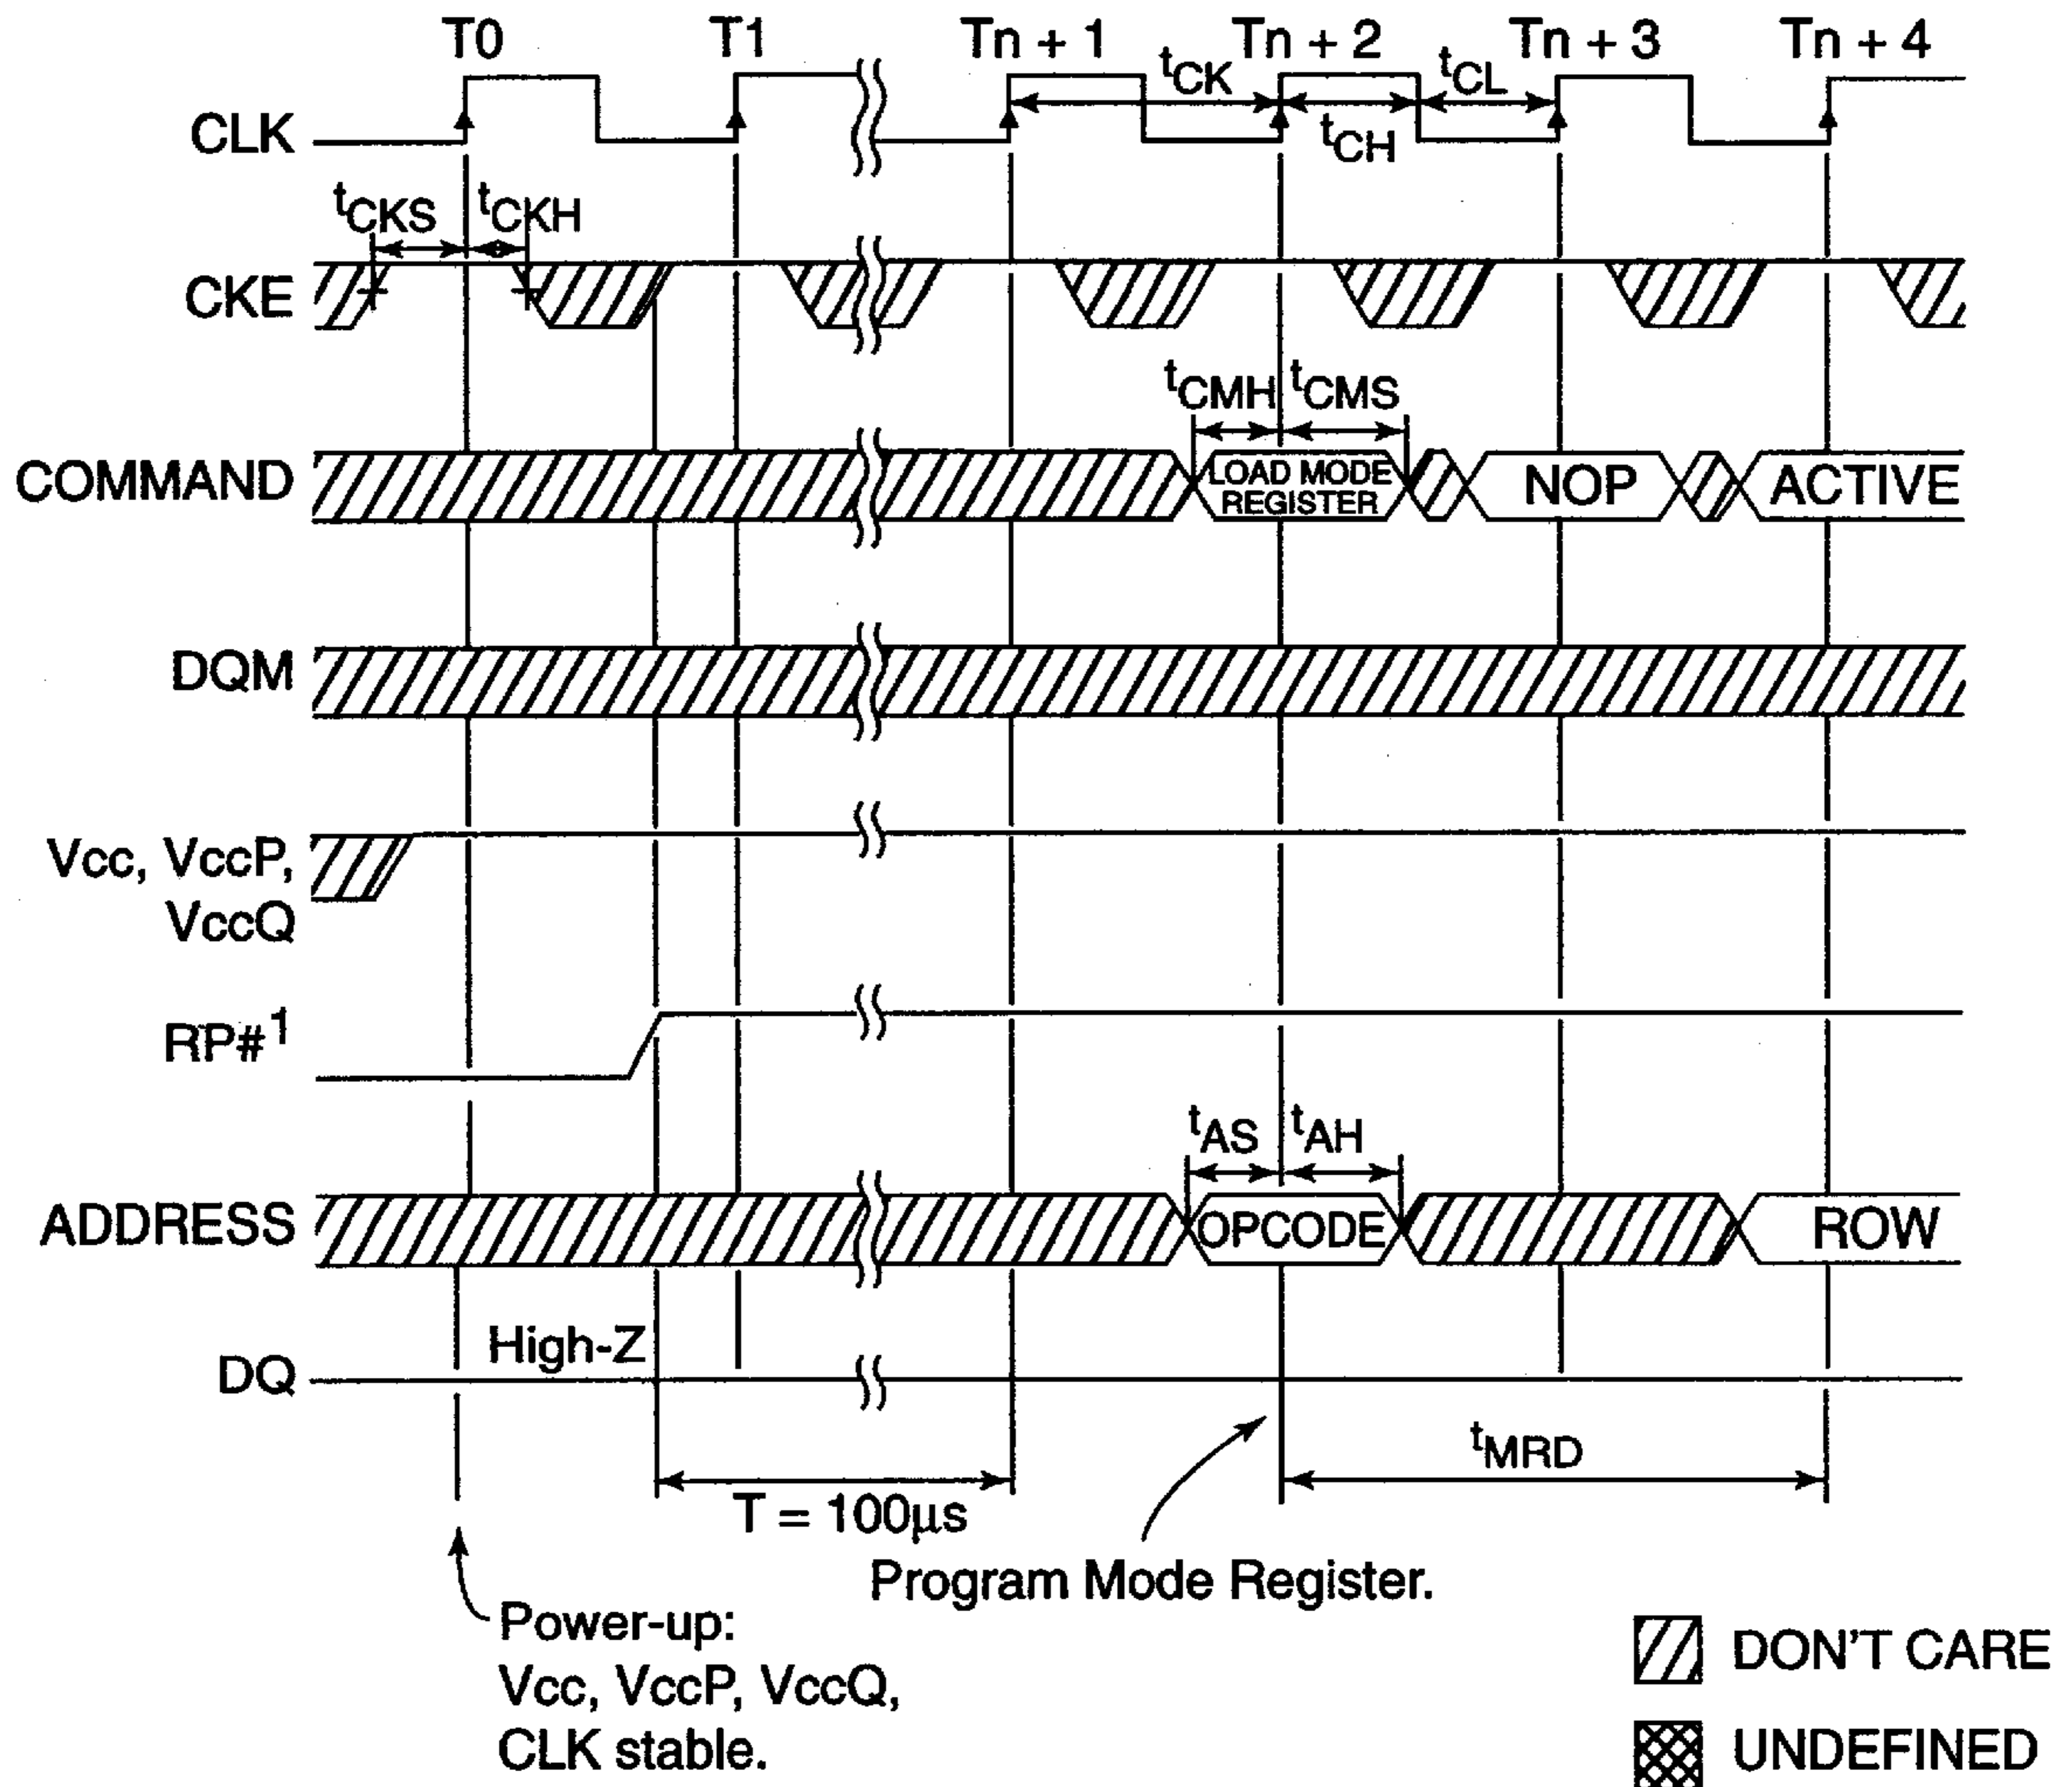 T0 T1 Tn + 1 Tn + 2 Tn + 3 Tn + 4
tCK tCL
CLK
tCH
tCKS tCKH
CKE
tCMH tCMS
COMMAND LOAD MODE REGISTER NOP ACTIVE
DQM
Vcc, VccP,
VccQ
RP#1
tAS tAH
ADDRESS OPCODE ROW
High-Z
DQ
tMRD
T = 100μs
Program Mode Register.
Power-up:
Vcc, VccP, VccQ,
CLK stable.
DON'T CARE
UNDEFINED